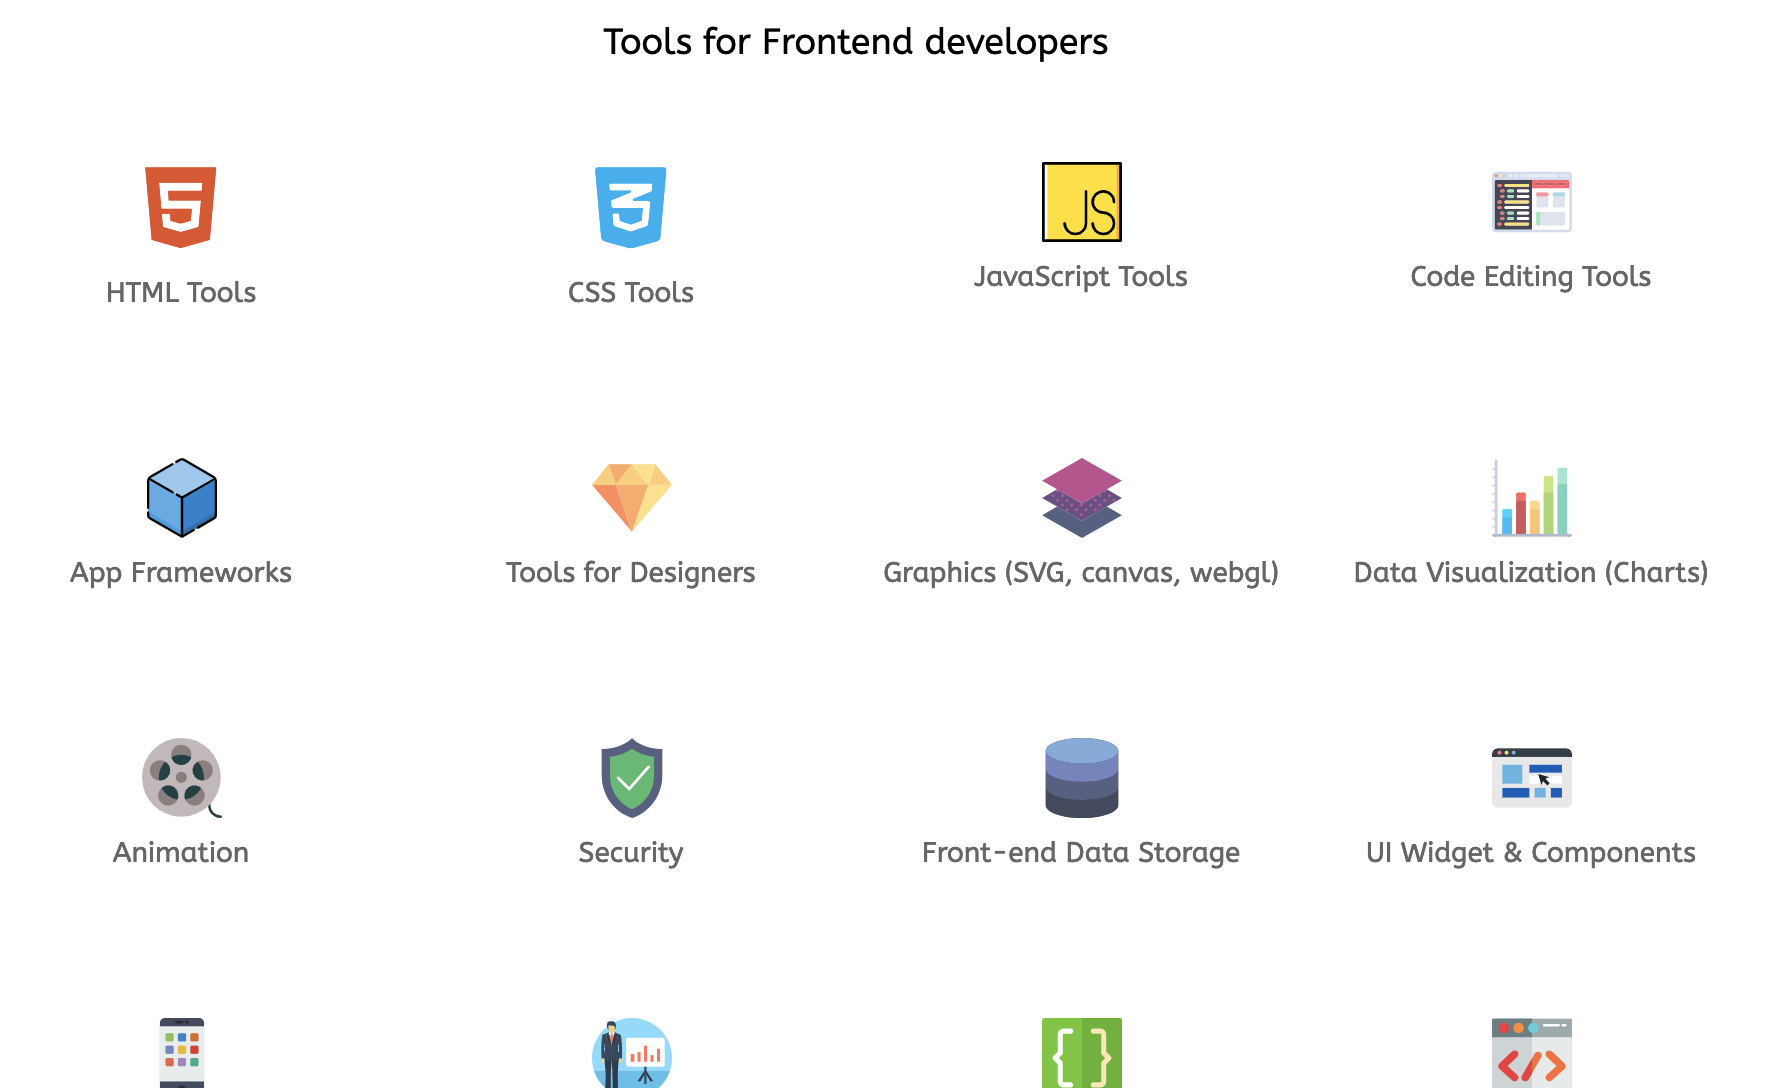 Tools for Frontend developers
JS
HTML Tools
CSS Tools
JavaScript Tools
Code Editing Tools
App Frameworks
Tools for Designers
Graphics (SVG, canvas, webgl)
Data Visualization (Charts)
Animation
Security
Front-end Data Storage
UI Widget & Components
{ }
</>